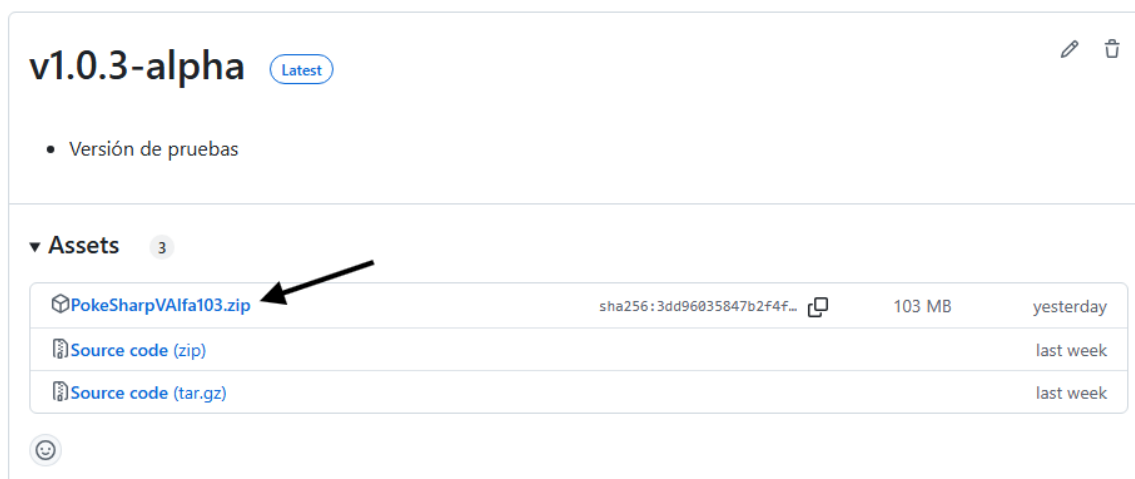 v1.0.3-alpha Latest
Versión de pruebas
Assets 3
PokeSharpVAlfa103.zip sha256:3dd96035847b2f4f… 103 MB yesterday
Source code (zip) last week
Source code (tar.gz) last week